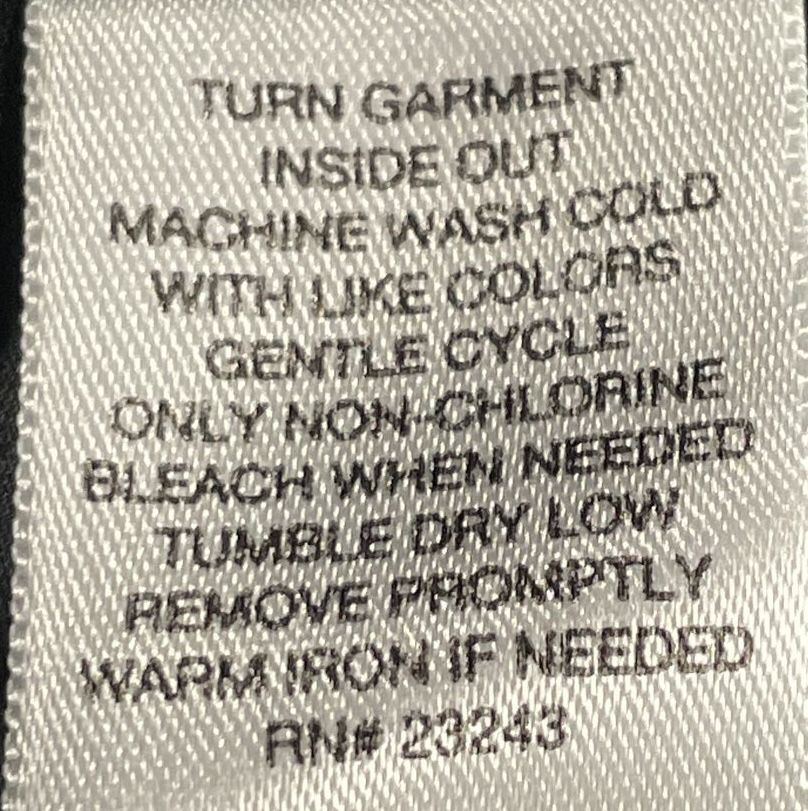 TURN GARMENT
INSIDE OUT
MACHINE WASH COLD
WITH LIKE COLORS
GENTLE CYCLE
ONLY NON-CHLORINE
BLEACH WHEN NEEDED
TUMBLE DRY LOW
REMOVE PROMPTLY
WARM IRON IF NEEDED
RN# 23243